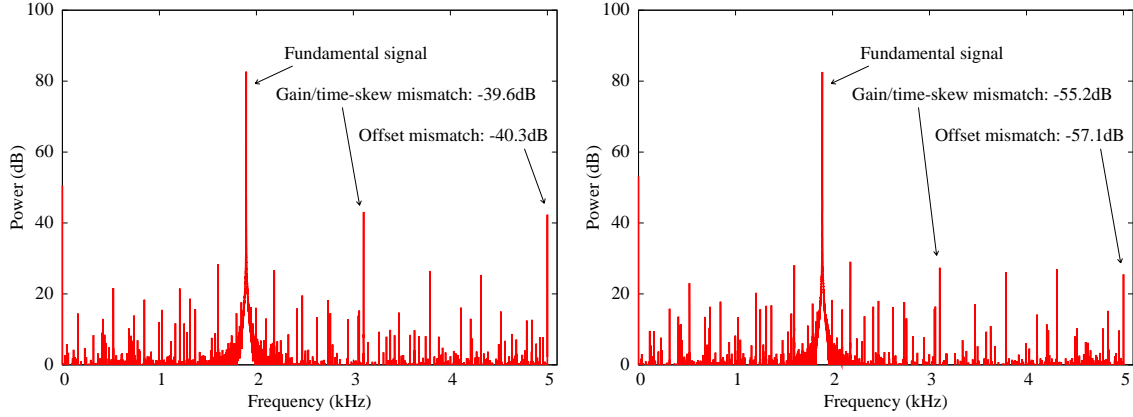 100
80
60
40
20
0
Power (dB)
Fundamental signal
Gain/time-skew mismatch: -39.6dB
Offset mismatch: -40.3dB
0 1 2 3 4 5
Frequency (kHz)
100
80
60
40
20
0
Power (dB)
Fundamental signal
Gain/time-skew mismatch: -55.2dB
Offset mismatch: -57.1dB
0 1 2 3 4 5
Frequency (kHz)